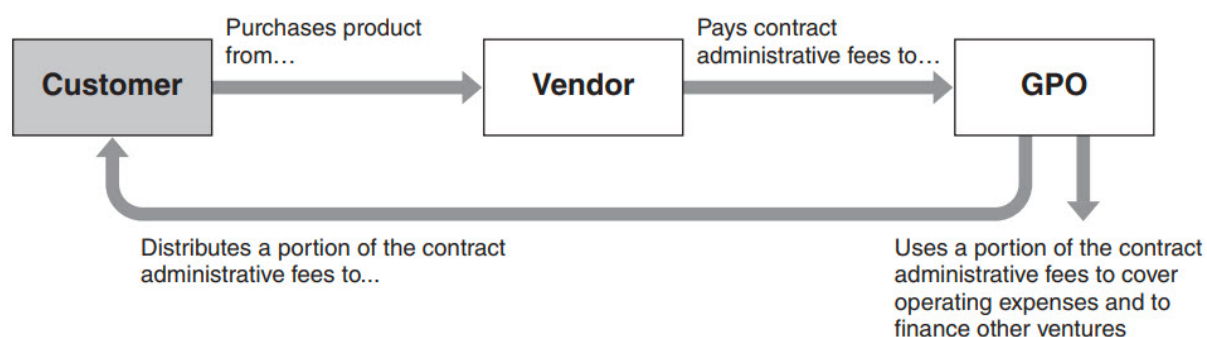 Purchases product
from…
Pays contract
administrative fees to…
Customer
Vendor
GPO
Distributes a portion of the contract
administrative fees to...
Uses a portion of the contract
administrative fees to cover
operating expenses and to
finance other ventures